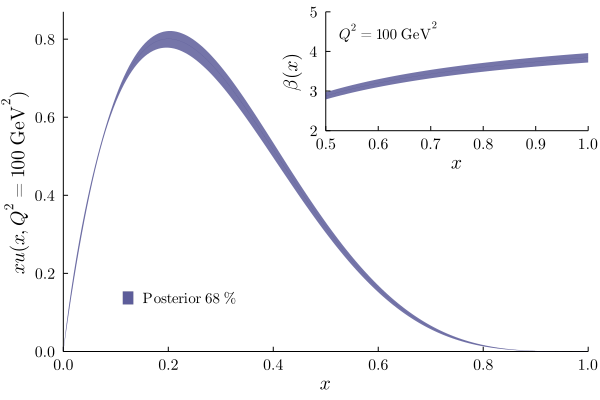 5
Q² = 100 GeV²
4
β(x)
3
2
0.5 0.6 0.7 0.8 0.9 1.0
x
0.8
0.6
xu(x, Q² = 100 GeV²)
0.4
0.2
Posterior 68 %
0.0
0.0 0.2 0.4 0.6 0.8 1.0
x